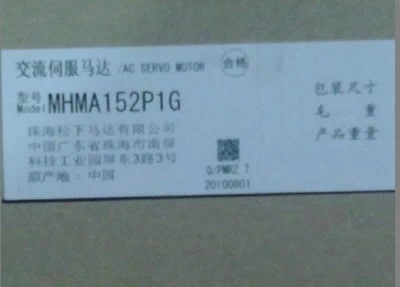 交流伺服马达 /AC SERVO MOTOR 合格
型号
Model MHMA152P1G
珠海松下马达有限公司
中国广东省珠海市南屏
科技工业园屏东3路3号
原产地：中国
Q/PMRZ 7
20100801
包装尺寸
毛 重
产品重量